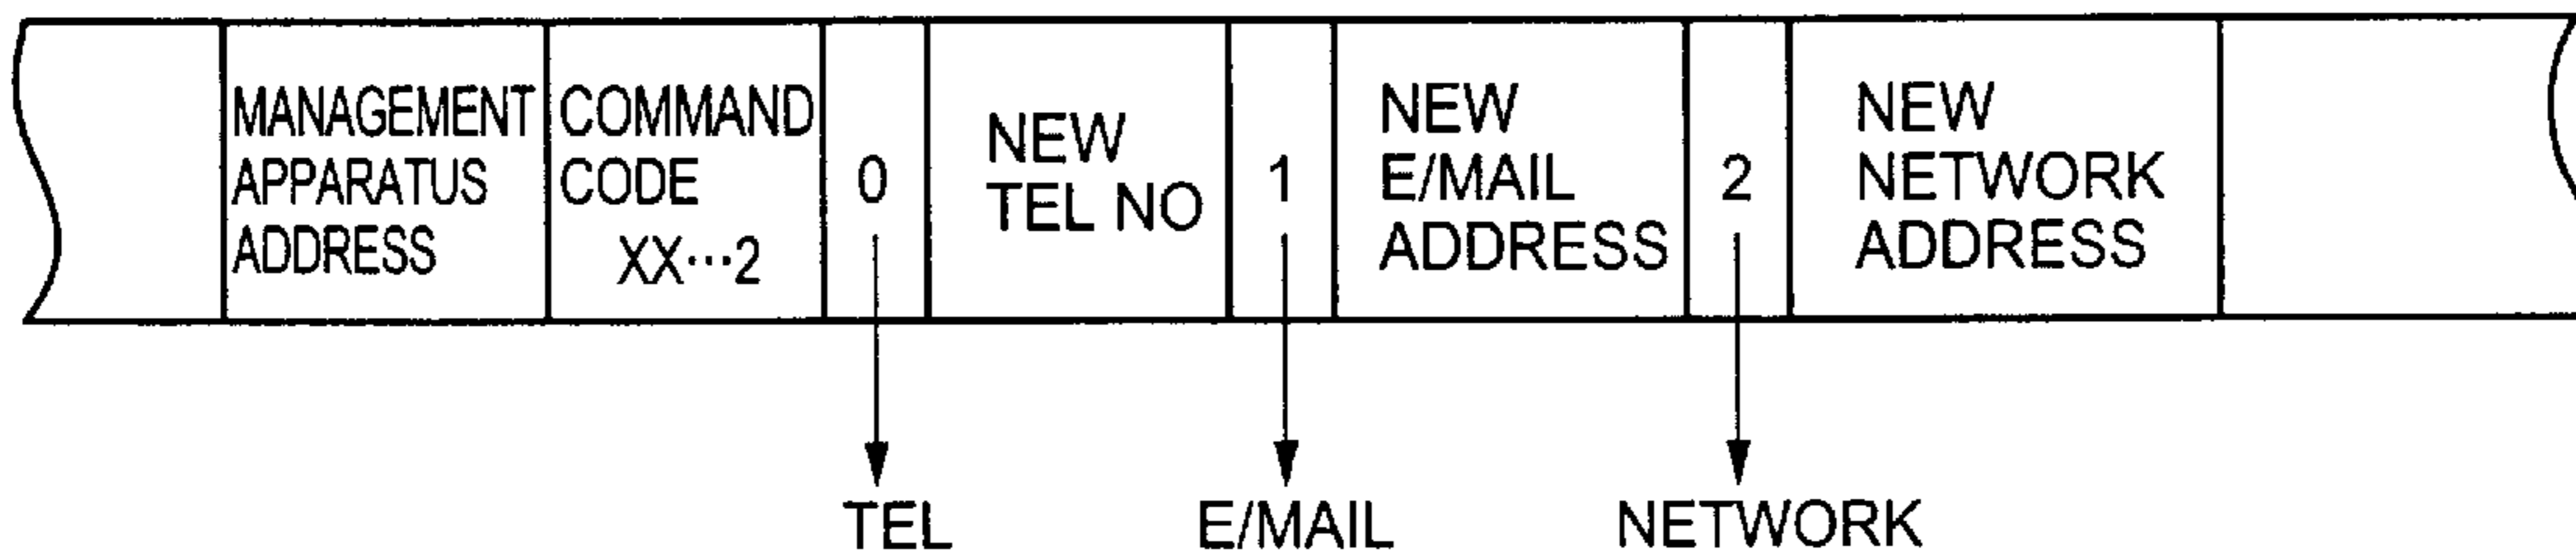 MANAGEMENT
APPARATUS
ADDRESS
COMMAND
CODE
XX···2
0
NEW
TEL NO
1
NEW
E/MAIL
ADDRESS
2
NEW
NETWORK
ADDRESS
TEL
E/MAIL
NETWORK